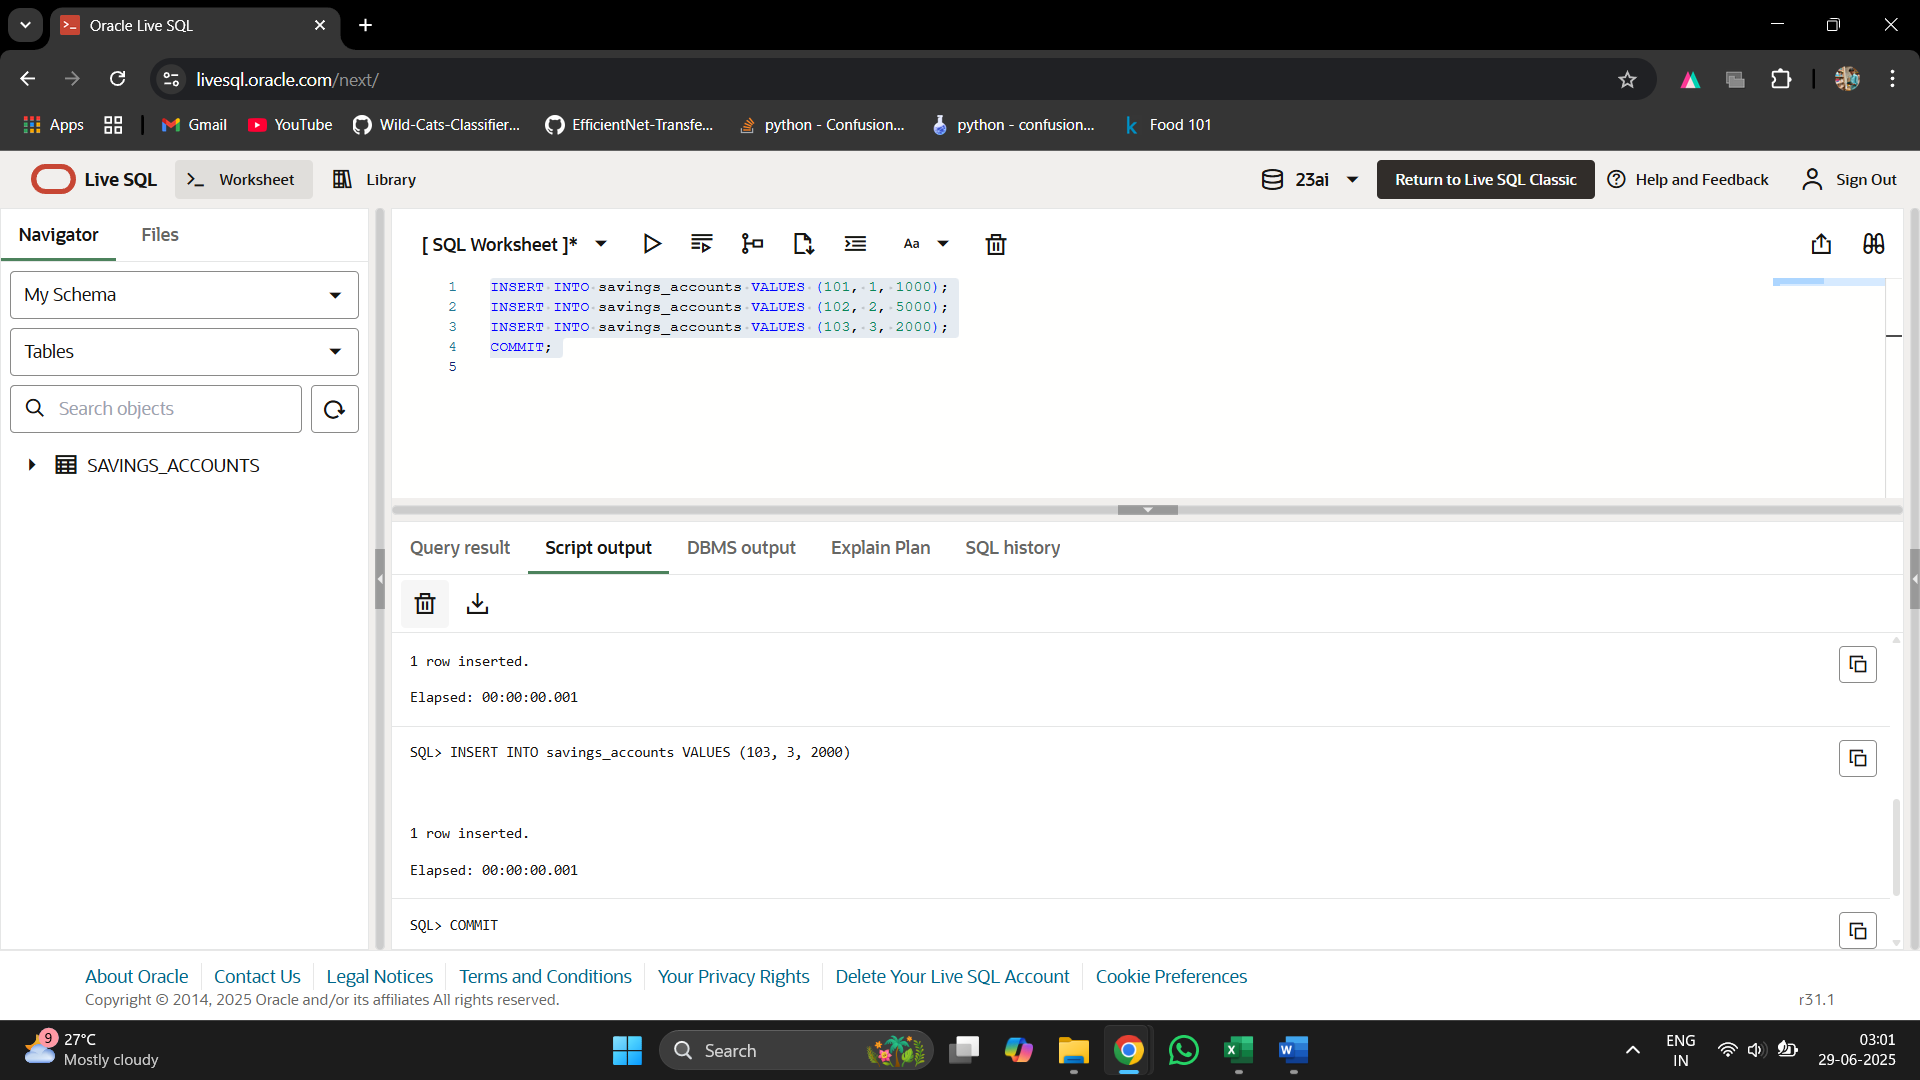 Oracle Live SQL
livesql.oracle.com/next/
Apps
Gmail
YouTube
Wild-Cats-Classifier...
EfficientNet-Transfe...
python - Confusion...
python - confusion...
k Food 101
Live SQL
>_ Worksheet
Library
23ai
Return to Live SQL Classic
Help and Feedback
Sign Out
Navigator
Files
[ SQL Worksheet ]*
Aa
My Schema
Tables
Search objects
SAVINGS_ACCOUNTS
1 INSERT INTO savings_accounts VALUES (101, 1, 1000);
2 INSERT INTO savings_accounts VALUES (102, 2, 5000);
3 INSERT INTO savings_accounts VALUES (103, 3, 2000);
4 COMMIT;
5
Query result
Script output
DBMS output
Explain Plan
SQL history
1 row inserted.
Elapsed: 00:00:00.001
SQL> INSERT INTO savings_accounts VALUES (103, 3, 2000)
1 row inserted.
Elapsed: 00:00:00.001
SQL> COMMIT
About Oracle
Contact Us
Legal Notices
Terms and Conditions
Your Privacy Rights
Delete Your Live SQL Account
Cookie Preferences
Copyright © 2014, 2025 Oracle and/or its affiliates All rights reserved.
r31.1
9
27°C
Mostly cloudy
Search
ENG
IN
03:01
29-06-2025